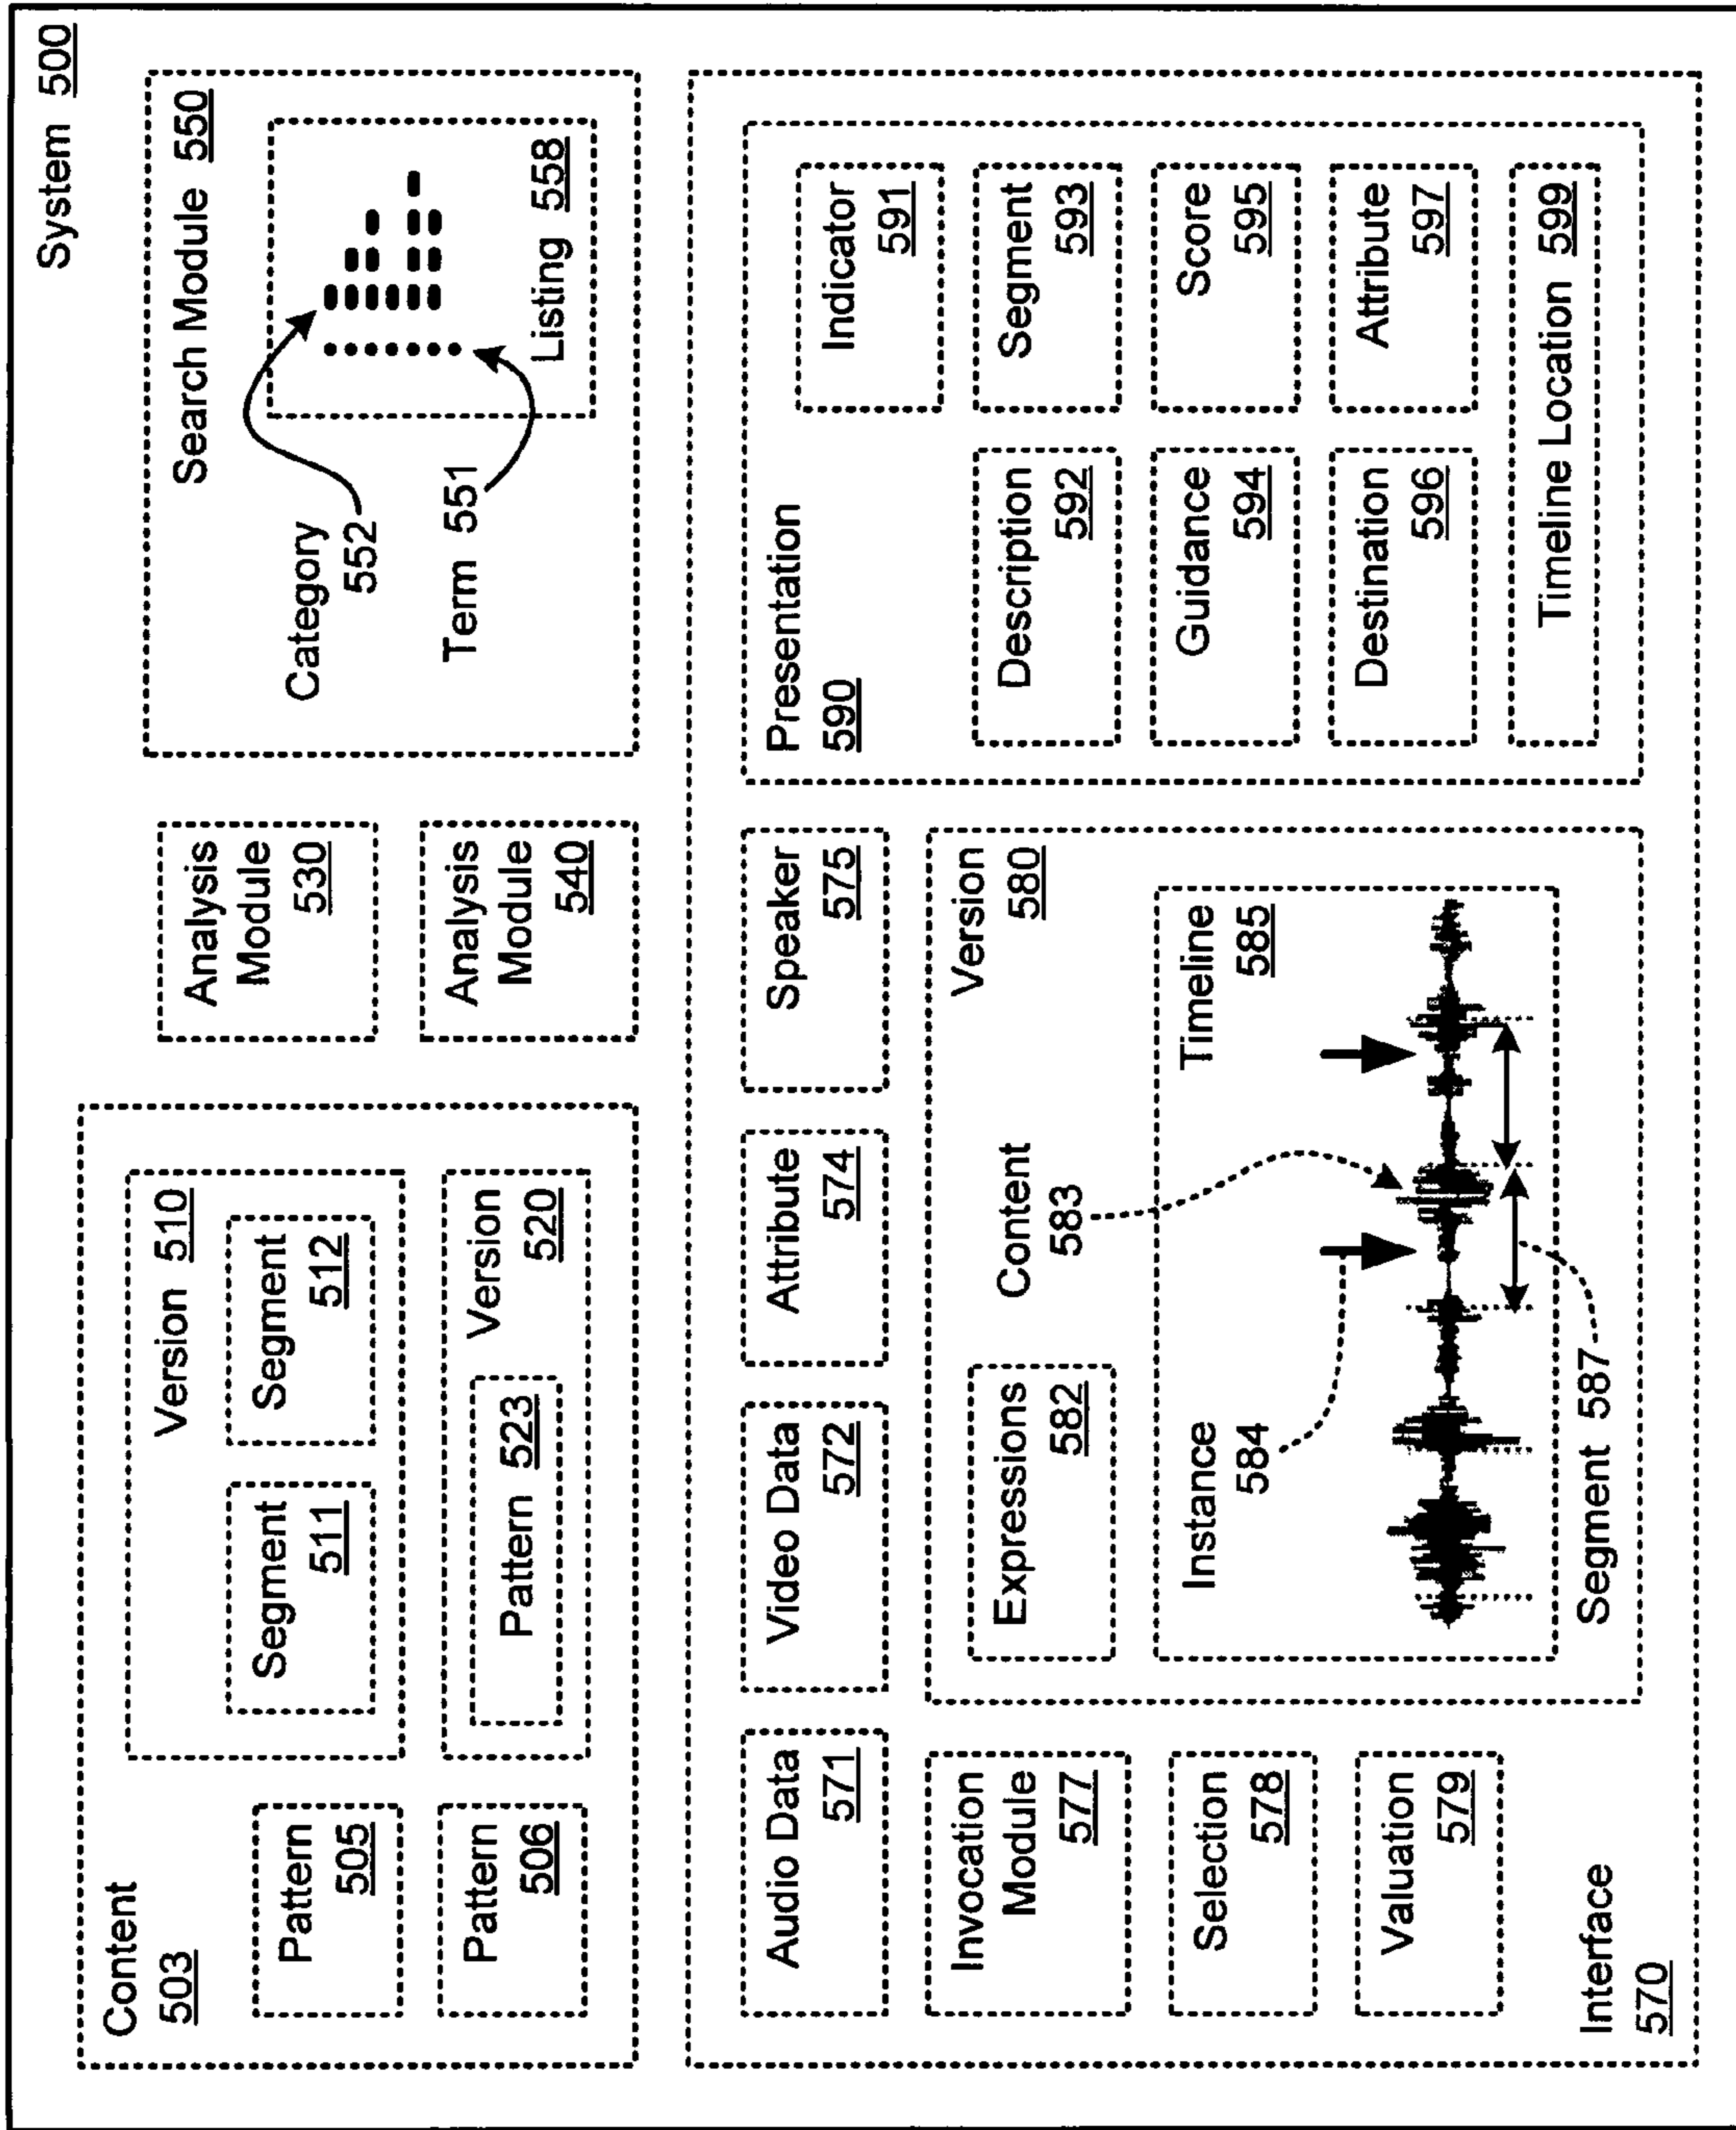 System 500
Content
503
Pattern
505
Pattern
506
Version 510
Segment
511
Segment
512
Version
520
Pattern 523
Analysis
Module
530
Analysis
Module
540
Search Module 550
Category
552
Term 551
Listing 558
Interface
570
Audio Data
571
Video Data
572
Attribute
574
Speaker
575
Invocation
Module
577
Selection
578
Valuation
579
Version
580
Expressions
582
Content
583
Instance
584
Timeline
585
Segment 587
Presentation
590
Indicator
591
Description
592
Segment
593
Guidance
594
Score
595
Destination
596
Attribute
597
Timeline Location 599